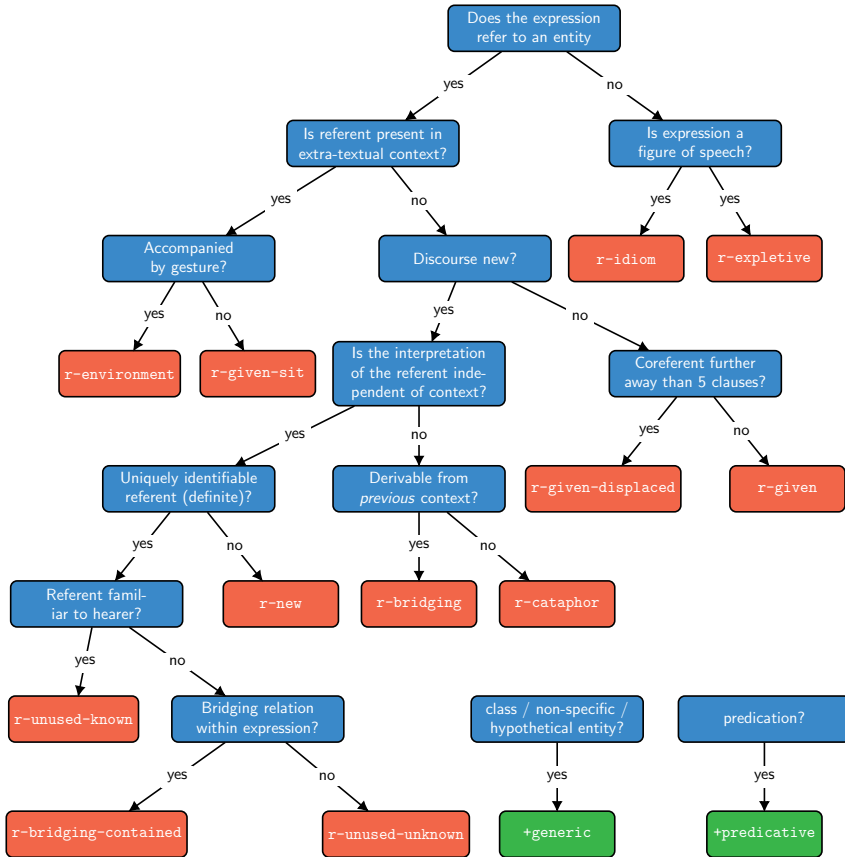 Does the expression
refer to an entity
yes
no
Is referent present in
extra-textual context?
Is expression a
figure of speech?
yes
no
yes
yes
Accompanied
by gesture?
Discourse new?
r-idiom
r-expletive
yes
no
yes
no
r-environment
r-given-sit
Is the interpretation
of the referent inde-
pendent of context?
Coreferent further
away than 5 clauses?
yes
no
yes
no
Uniquely identifiable
referent (definite)?
Derivable from
previous context?
r-given-displaced
r-given
yes
no
yes
no
Referent famil-
iar to hearer?
r-new
r-bridging
r-cataphor
yes
no
r-unused-known
Bridging relation
within expression?
class / non-specific /
hypothetical entity?
predication?
yes
no
yes
yes
r-bridging-contained
r-unused-unknown
+generic
+predicative